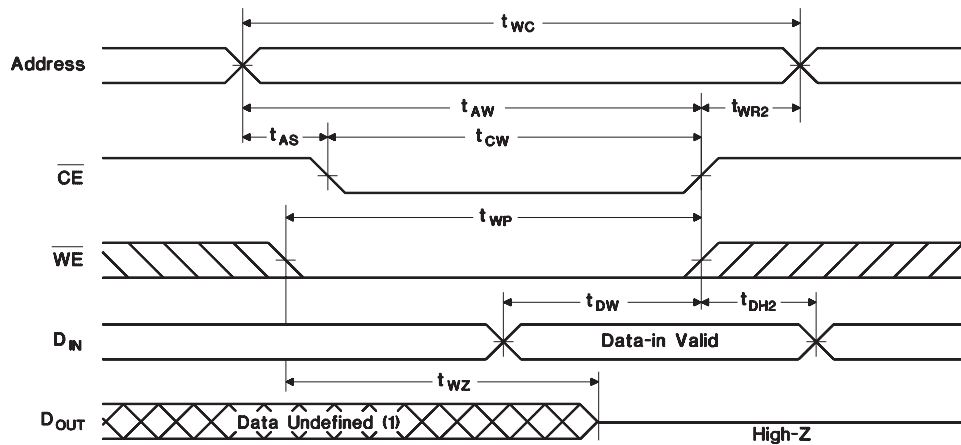 tWC
Address
tAW
tWR2
tAS
tCW
CE
tWP
WE
tDW
tDH2
DIN
Data-in Valid
tWZ
DOUT
Data Undefined (1)
High-Z